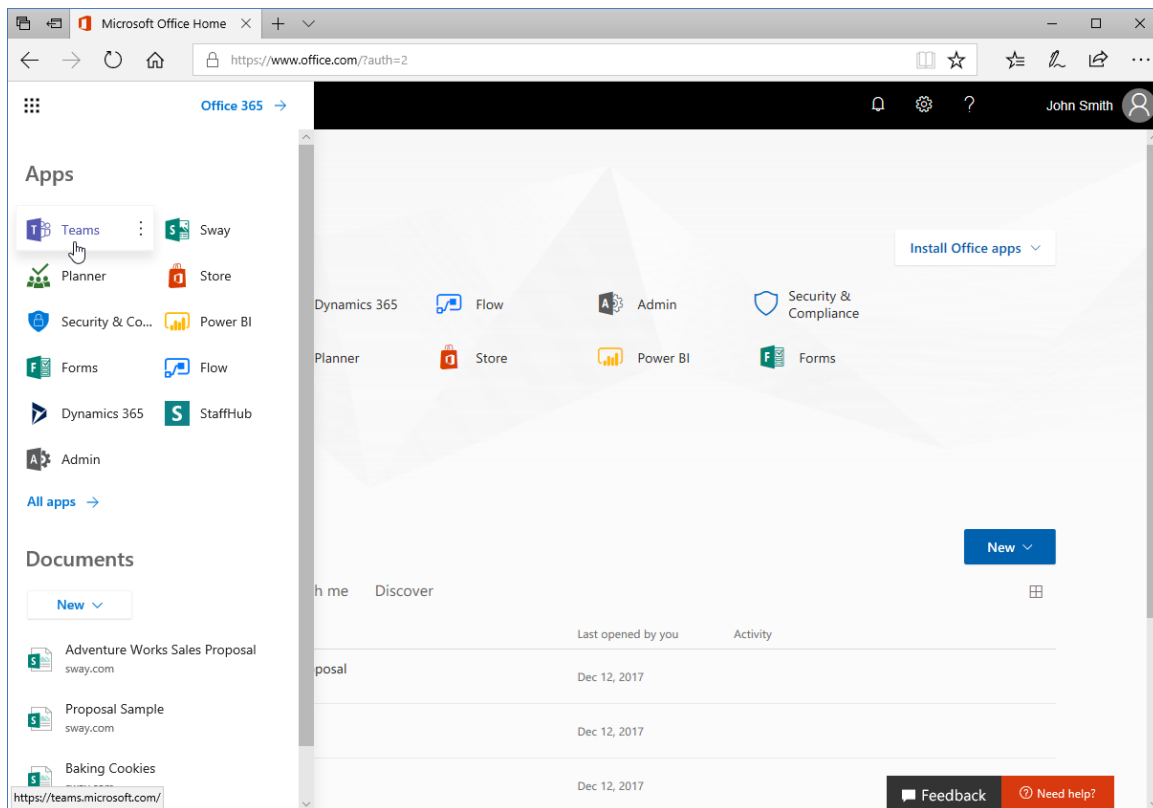 Microsoft Office Home
https://www.office.com/?auth=2
Office 365
John Smith
Apps
Teams
Sway
Planner
Store
Security & Co...
Power BI
Forms
Flow
Dynamics 365
StaffHub
Admin
All apps
Documents
New
Adventure Works Sales Proposal
sway.com
Proposal Sample
sway.com
Baking Cookies
https://teams.microsoft.com/
Install Office apps
Dynamics 365
Flow
Admin
Security &
Compliance
Planner
Store
Power BI
Forms
New
h me
Discover
Last opened by you
Activity
posal
Dec 12, 2017
Dec 12, 2017
Dec 12, 2017
Feedback
Need help?